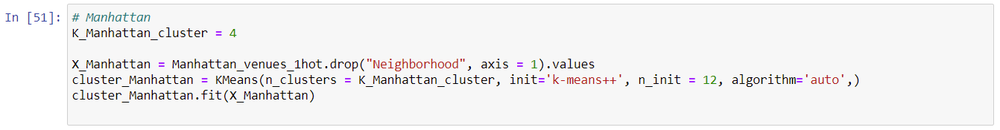 In [51]: # Manhattan
K_Manhattan_cluster = 4
X_Manhattan = Manhattan_venues_1hot.drop("Neighborhood", axis = 1).values
cluster_Manhattan = KMeans(n_clusters = K_Manhattan_cluster, init='k-means++', n_init = 12, algorithm='auto',)
cluster_Manhattan.fit(X_Manhattan)